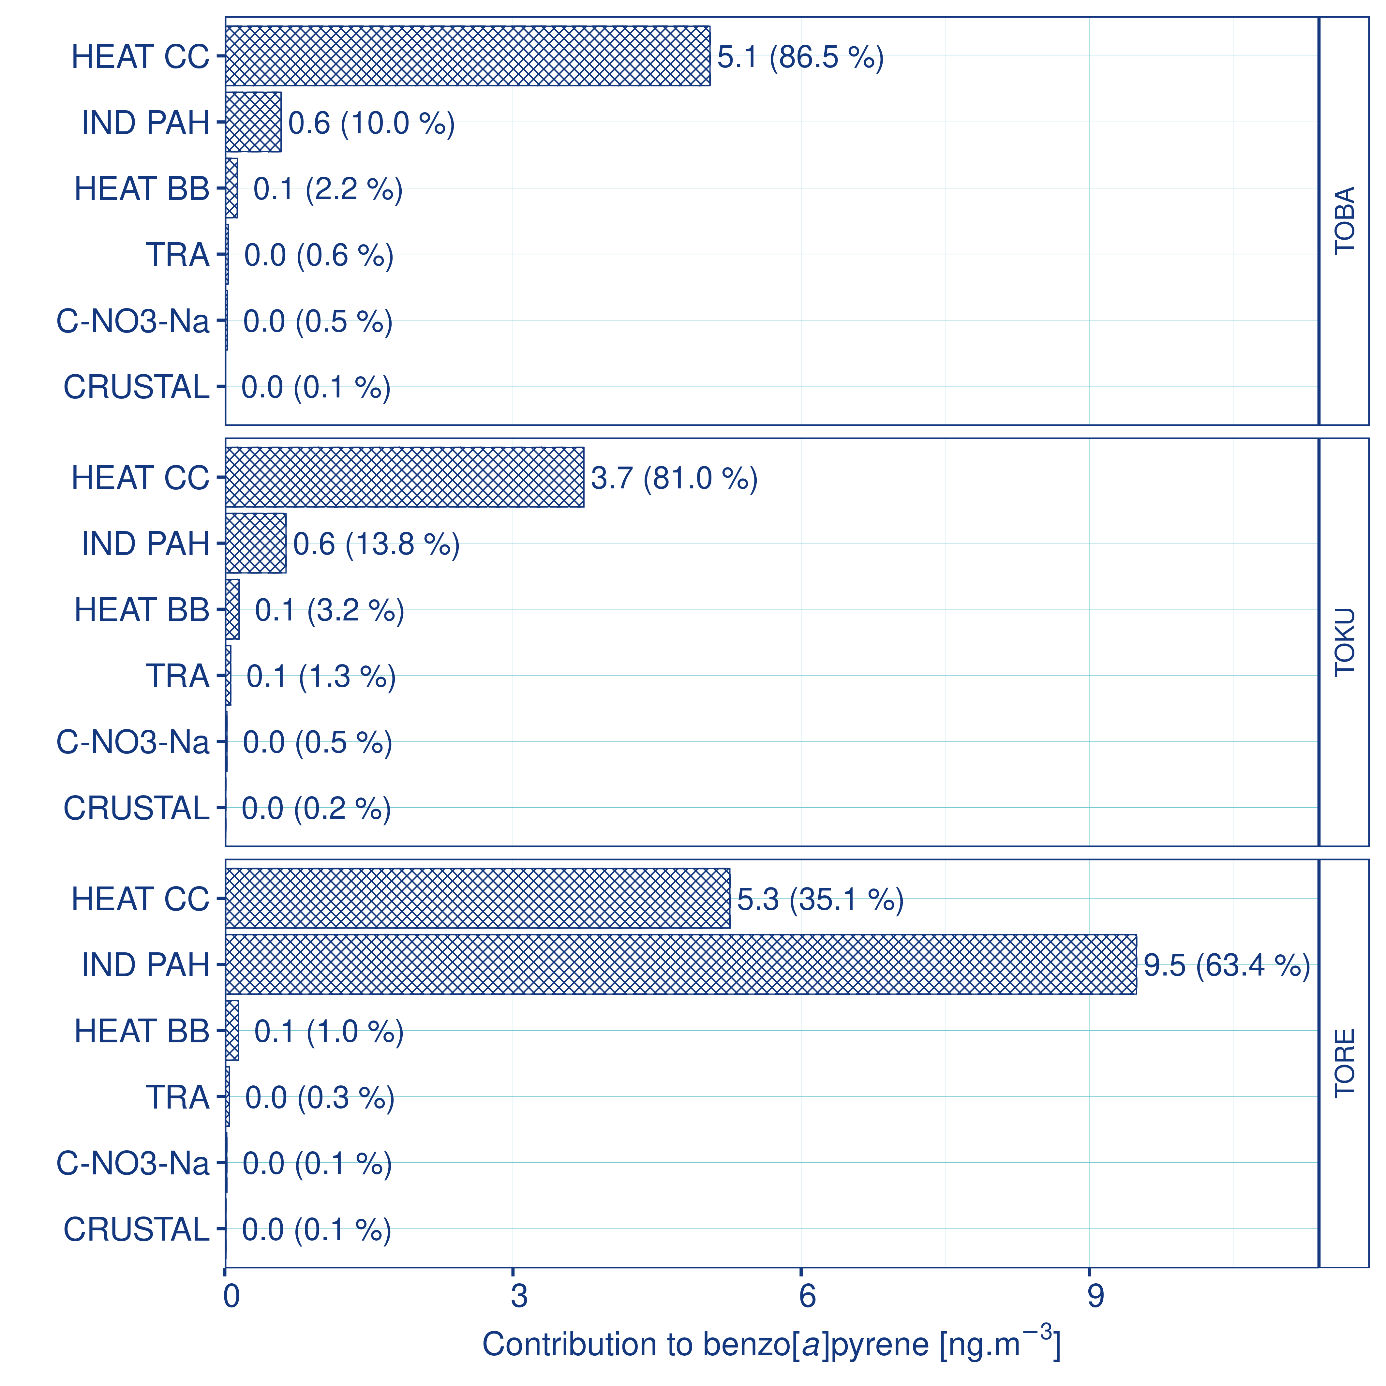 HEAT CC 5.1 (86.5 %)
IND PAH 0.6 (10.0 %)
HEAT BB 0.1 (2.2 %)
TRA 0.0 (0.6 %)
C-NO3-Na 0.0 (0.5 %)
CRUSTAL 0.0 (0.1 %)
TOBA
HEAT CC 3.7 (81.0 %)
IND PAH 0.6 (13.8 %)
HEAT BB 0.1 (3.2 %)
TRA 0.1 (1.3 %)
C-NO3-Na 0.0 (0.5 %)
CRUSTAL 0.0 (0.2 %)
TOKU
HEAT CC 5.3 (35.1 %)
IND PAH 9.5 (63.4 %)
HEAT BB 0.1 (1.0 %)
TRA 0.0 (0.3 %)
C-NO3-Na 0.0 (0.1 %)
CRUSTAL 0.0 (0.1 %)
TORE
0 3 6 9
Contribution to benzo[a]pyrene [ng.m⁻³]